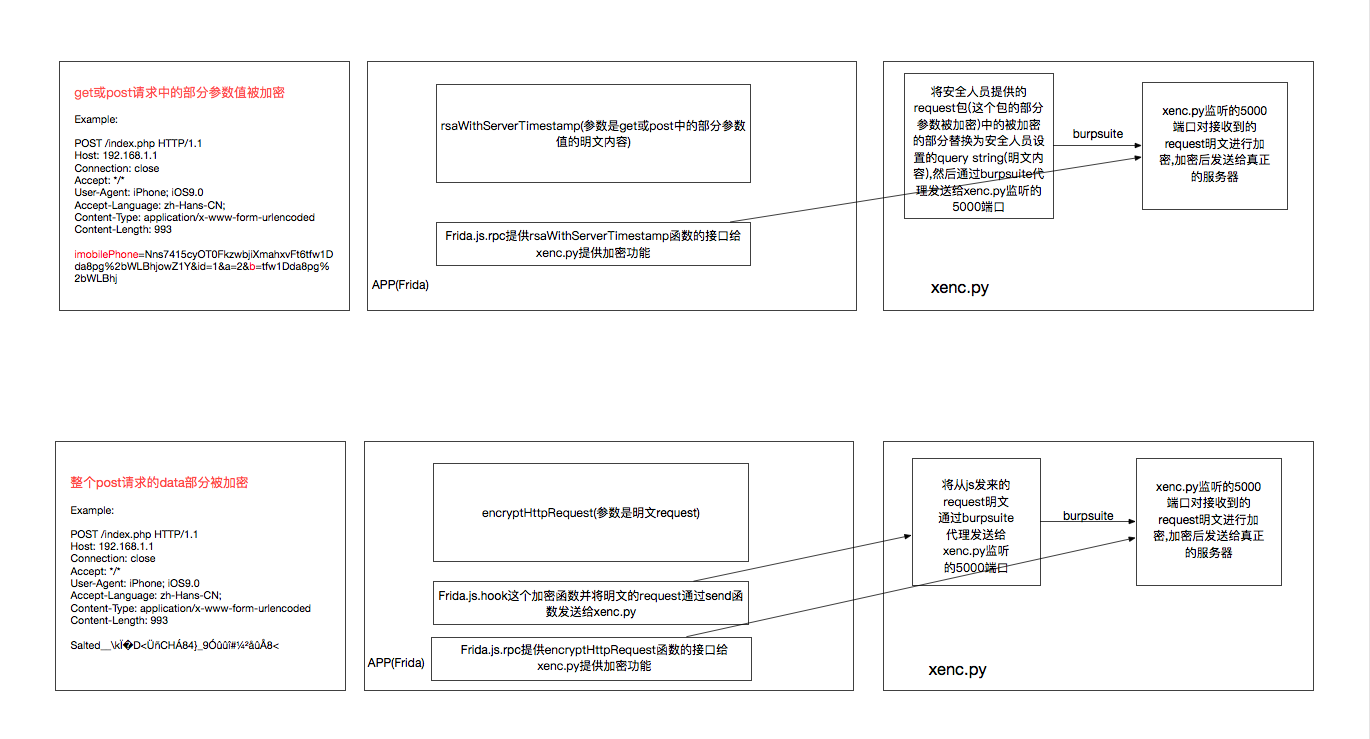 get或post请求中的部分参数值被加密
Example:
POST /index.php HTTP/1.1
Host: 192.168.1.1
Connection: close
Accept: */*
User-Agent: iPhone; iOS9.0
Accept-Language: zh-Hans-CN;
Content-Type: application/x-www-form-urlencoded
Content-Length: 993
imobilePhone=Nns7415cyOT0FkzwbjiXmahxvFt6tfw1D
da8pg%2bWLBhjowZ1Y&id=1&a=2&b=tfw1Dda8pg%
2bWLBhj
rsaWithServerTimestamp(参数是get或post中的部分参数
值的明文内容)
Frida.js.rpc提供rsaWithServerTimestamp函数的接口给
xenc.py提供加密功能
APP(Frida)
将安全人员提供的
request包(这个包的部分
参数被加密)中的被加密
的部分替换为安全人员设
置的query string(明文内
容),然后通过burpsuite代
理发送给xenc.py监听的
5000端口
burpsuite
xenc.py监听的5000
端口对接收到的
request明文进行加
密,加密后发送给真正
的服务器
xenc.py
整个post请求的data部分被加密
Example:
POST /index.php HTTP/1.1
Host: 192.168.1.1
Connection: close
Accept: */*
User-Agent: iPhone; iOS9.0
Accept-Language: zh-Hans-CN;
Content-Type: application/x-www-form-urlencoded
Content-Length: 993
Salted__\kÏ�D<ÜñCHÁ84}_9Óûûî#¼²åûÂ8<
encryptHttpRequest(参数是明文request)
Frida.js.hook这个加密函数并将明文的request通过send函
数发送给xenc.py
Frida.js.rpc提供encryptHttpRequest函数的接口给
xenc.py提供加密功能
APP(Frida)
将从js发来的
request明文
通过burpsuite
代理发送给
xenc.py监听
的5000端口
burpsuite
xenc.py监听的5000
端口对接收到的
request明文进行加
密,加密后发送给真正
的服务器
xenc.py